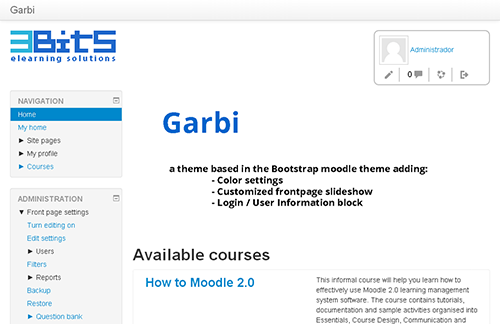 Garbi
3BitS
elearning solutions
Administrador
0
NAVIGATION
Home
My home
► Site pages
► My profile
► Courses
ADMINISTRATION
▼ Front page settings
Turn editing on
Edit settings
► Users
Filters
► Reports
Backup
Restore
► Question bank
Garbi
a theme based in the Bootstrap moodle theme adding:
- Color settings
- Customized frontpage slideshow
- Login / User Information block
Available courses
How to Moodle 2.0
This informal course will help you learn how to
effectively use Moodle 2.0 learning management
system software. The course contains tutorials,
documentation and sample activities organised into
Essentials, Course Design, Communication and